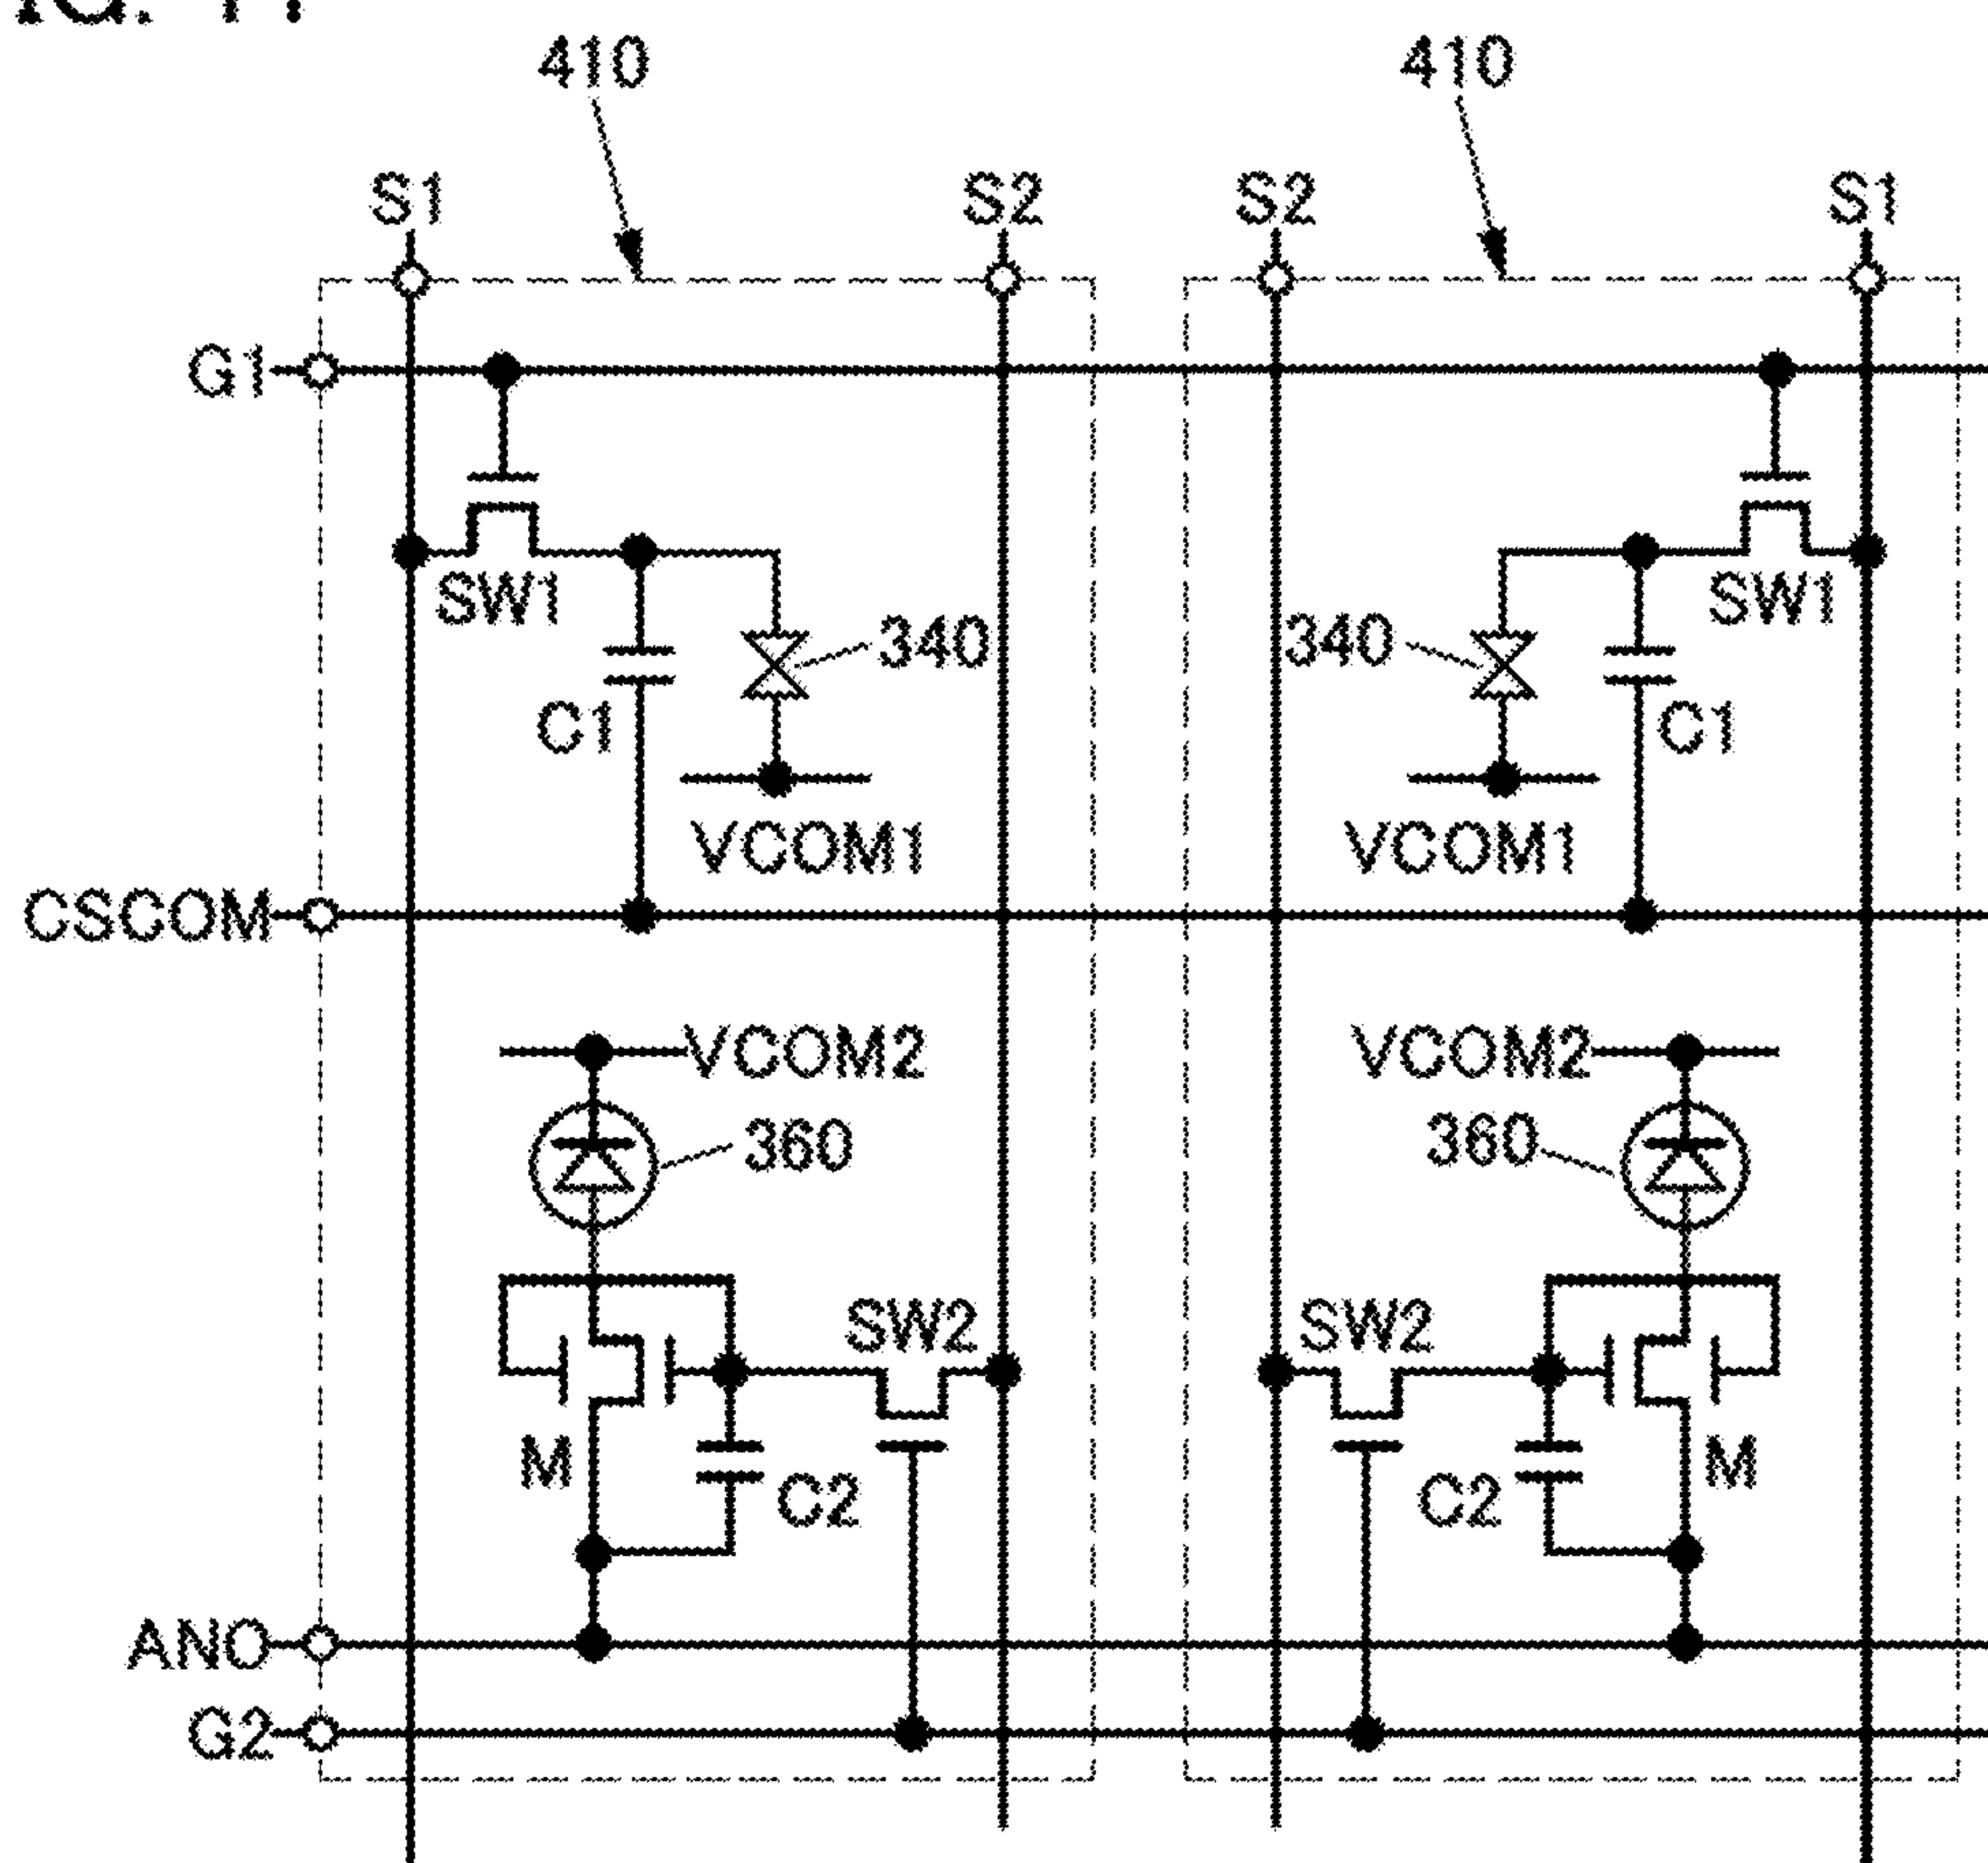 410 410
S1 S2 S2 S1
G1
SW1 SW1
340 340
C1 C1
VCOM1 VCOM1
CSCOM
VCOM2 VCOM2
360 360
SW2 SW2
M M
C2 C2
ANO
G2